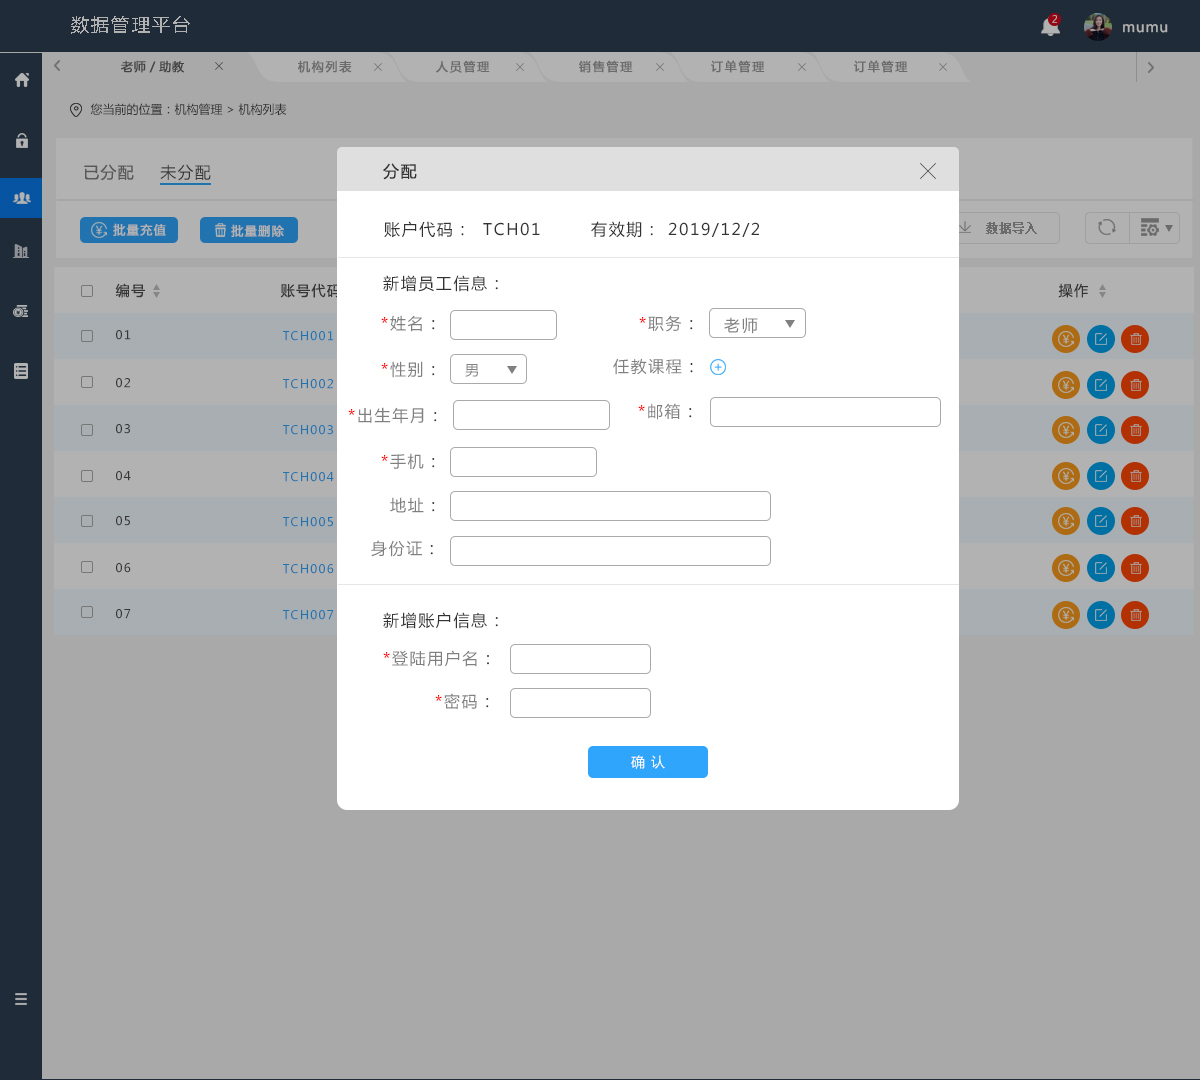 数据管理平台
2
mumu
老师 / 助教
机构列表
人员管理
销售管理
订单管理
订单管理
您当前的位置：机构管理 > 机构列表
已分配
未分配
批量充值
批量删除
数据导入
编号
账号代码
操作
01
TCH001
02
TCH002
03
TCH003
04
TCH004
05
TCH005
06
TCH006
07
TCH007
分配
账户代码： TCH01
有效期： 2019/12/2
新增员工信息：
*姓名：
*职务： 老师
*性别： 男
任教课程：
*出生年月：
*邮箱：
*手机：
地址：
身份证：
新增账户信息：
*登陆用户名：
*密码：
确 认